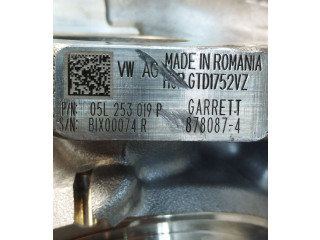 VW AG MADE IN ROMANIA
GTD1752VZ
P/N: 05L 253 019 P GARRETT
S/N: BIX00074 R 878087-4